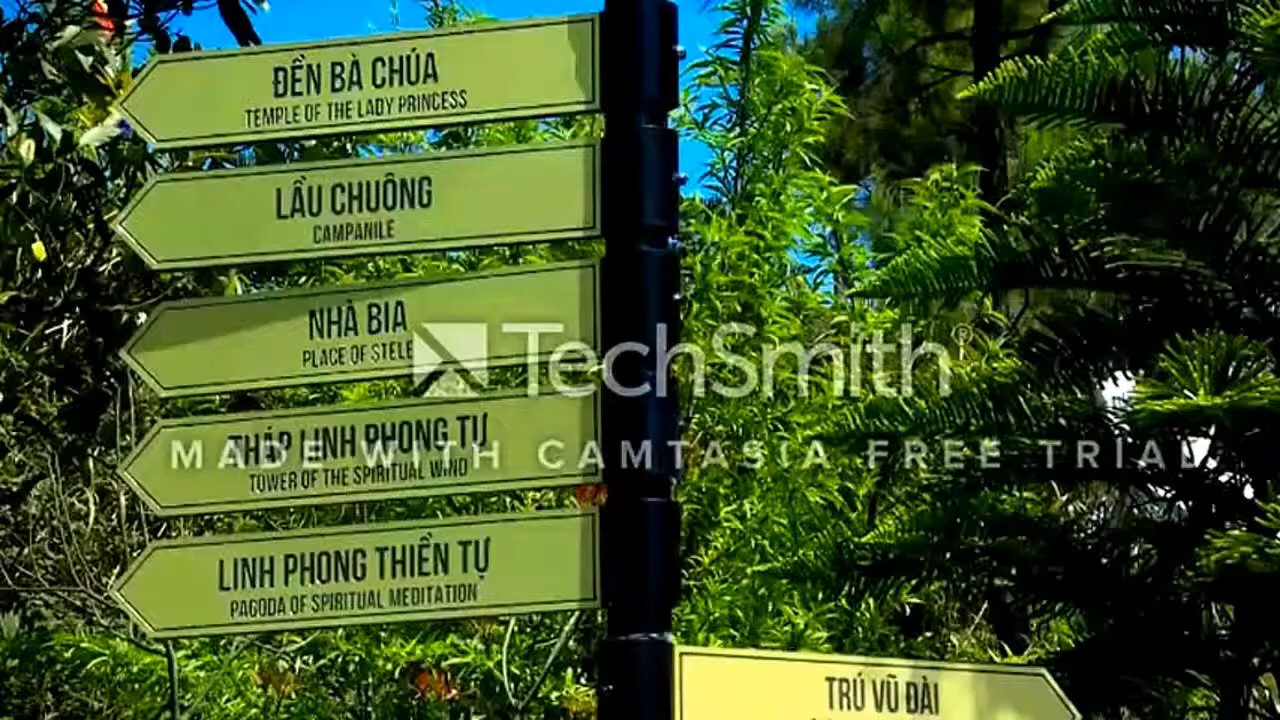 ĐỀN BÀ CHÚA
TEMPLE OF THE LADY PRINCESS
LẦU CHUÔNG
CAMPANILE
NHÀ BIA
PLACE OF STELE
TechSmith®
THÁP LINH PHONG TỰ
MADE WITH CAMTASIA FREE TRIAL
TOWER OF THE SPIRITUAL WIND
LINH PHONG THIỀN TỰ
PAGODA OF SPIRITUAL MEDITATION
TRÚ VŨ ĐÀI